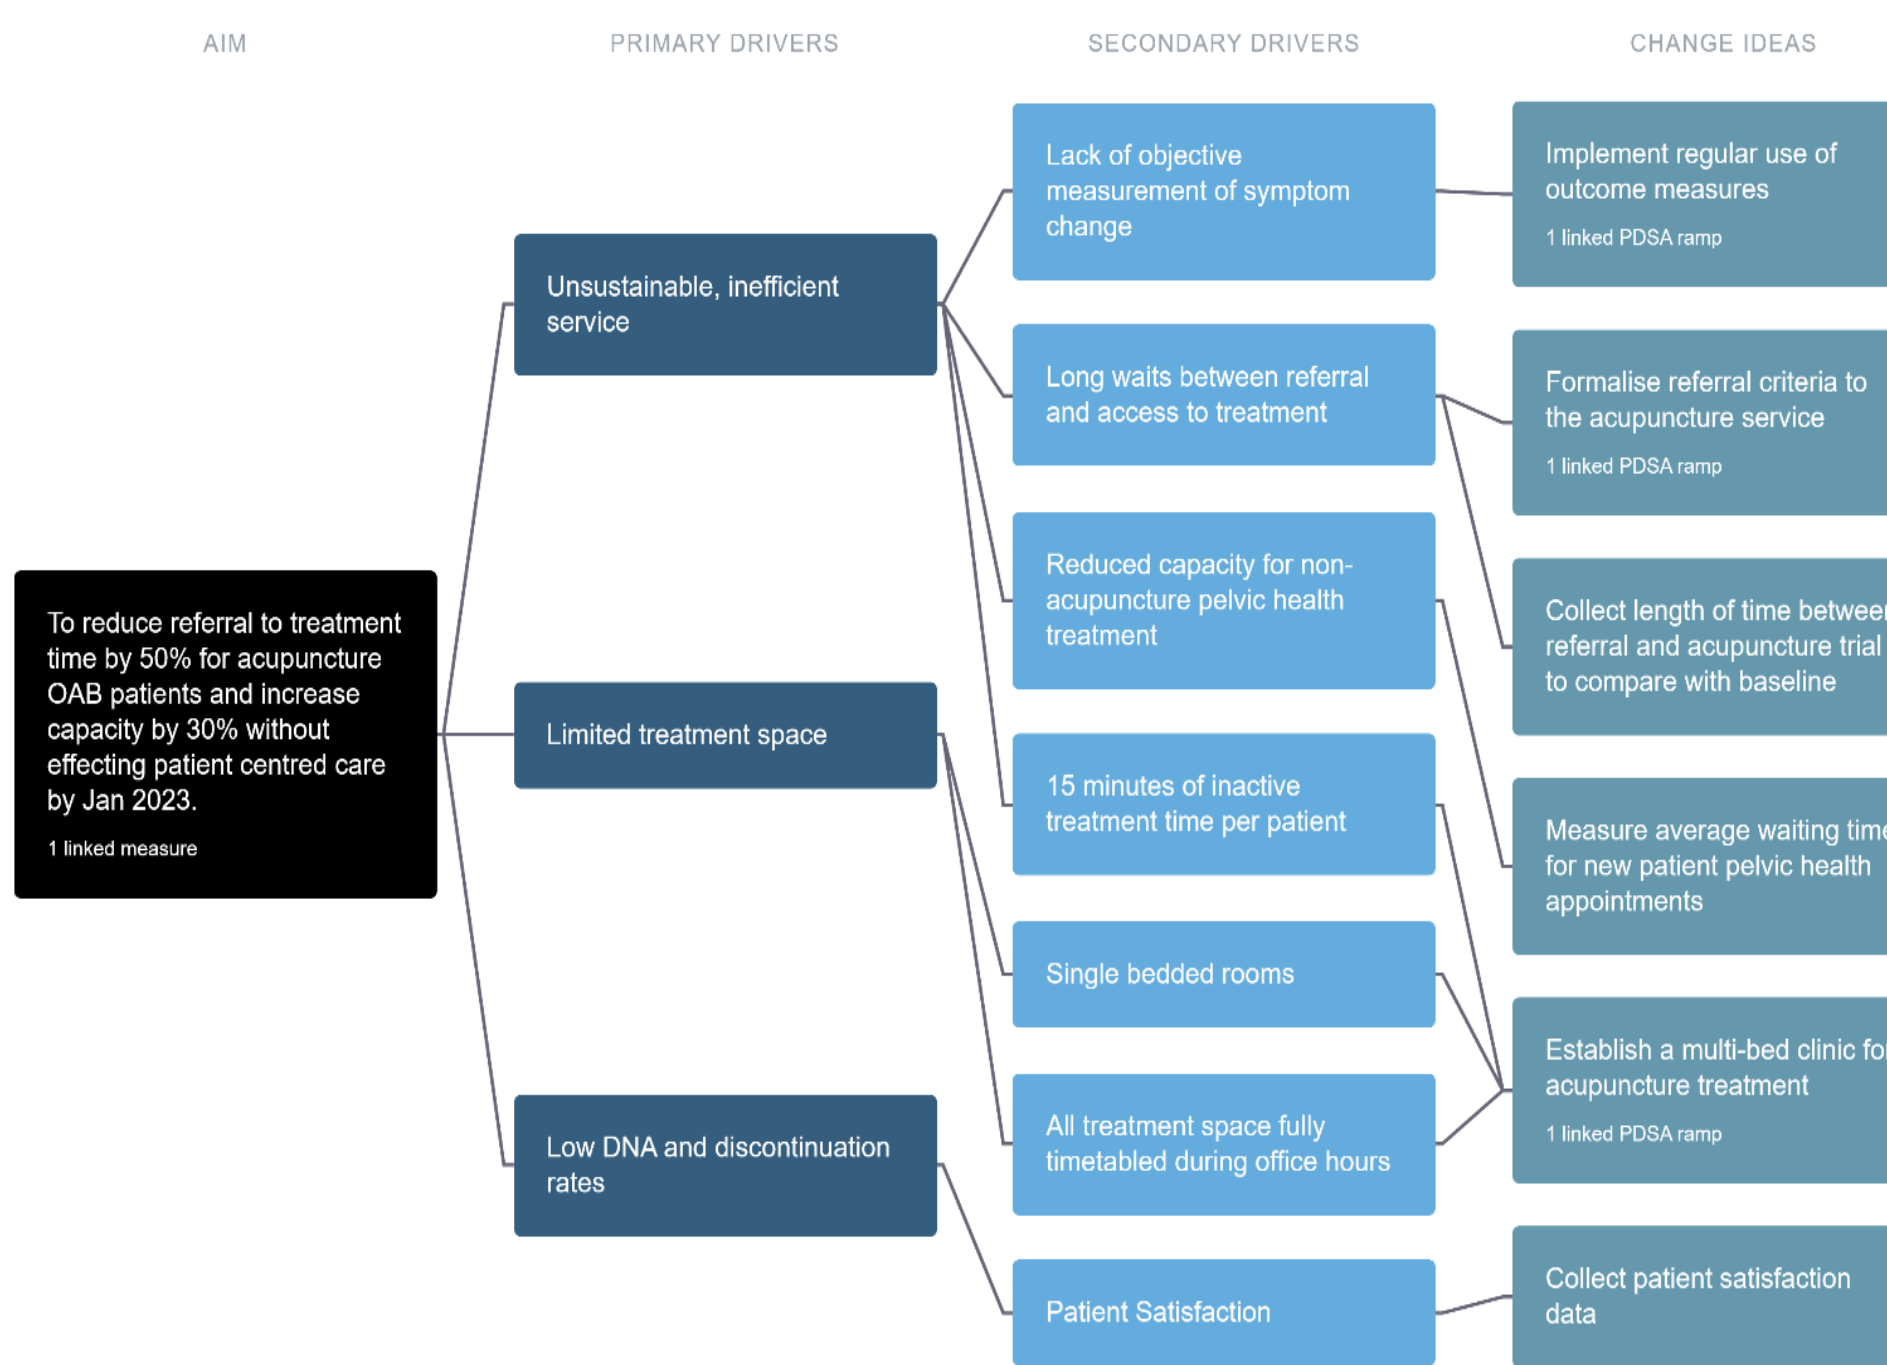 AIM
PRIMARY DRIVERS
SECONDARY DRIVERS
CHANGE IDEAS
To reduce referral to treatment
time by 50% for acupuncture
OAB patients and increase
capacity by 30% without
effecting patient centred care
by Jan 2023.
1 linked measure
Unsustainable, inefficient
service
Limited treatment space
Low DNA and discontinuation
rates
Lack of objective
measurement of symptom
change
Long waits between referral
and access to treatment
Reduced capacity for non-
acupuncture pelvic health
treatment
15 minutes of inactive
treatment time per patient
Single bedded rooms
All treatment space fully
timetabled during office hours
Patient Satisfaction
Implement regular use of
outcome measures
1 linked PDSA ramp
Formalise referral criteria to
the acupuncture service
1 linked PDSA ramp
Collect length of time between
referral and acupuncture trial
to compare with baseline
Measure average waiting time
for new patient pelvic health
appointments
Establish a multi-bed clinic for
acupuncture treatment
1 linked PDSA ramp
Collect patient satisfaction
data